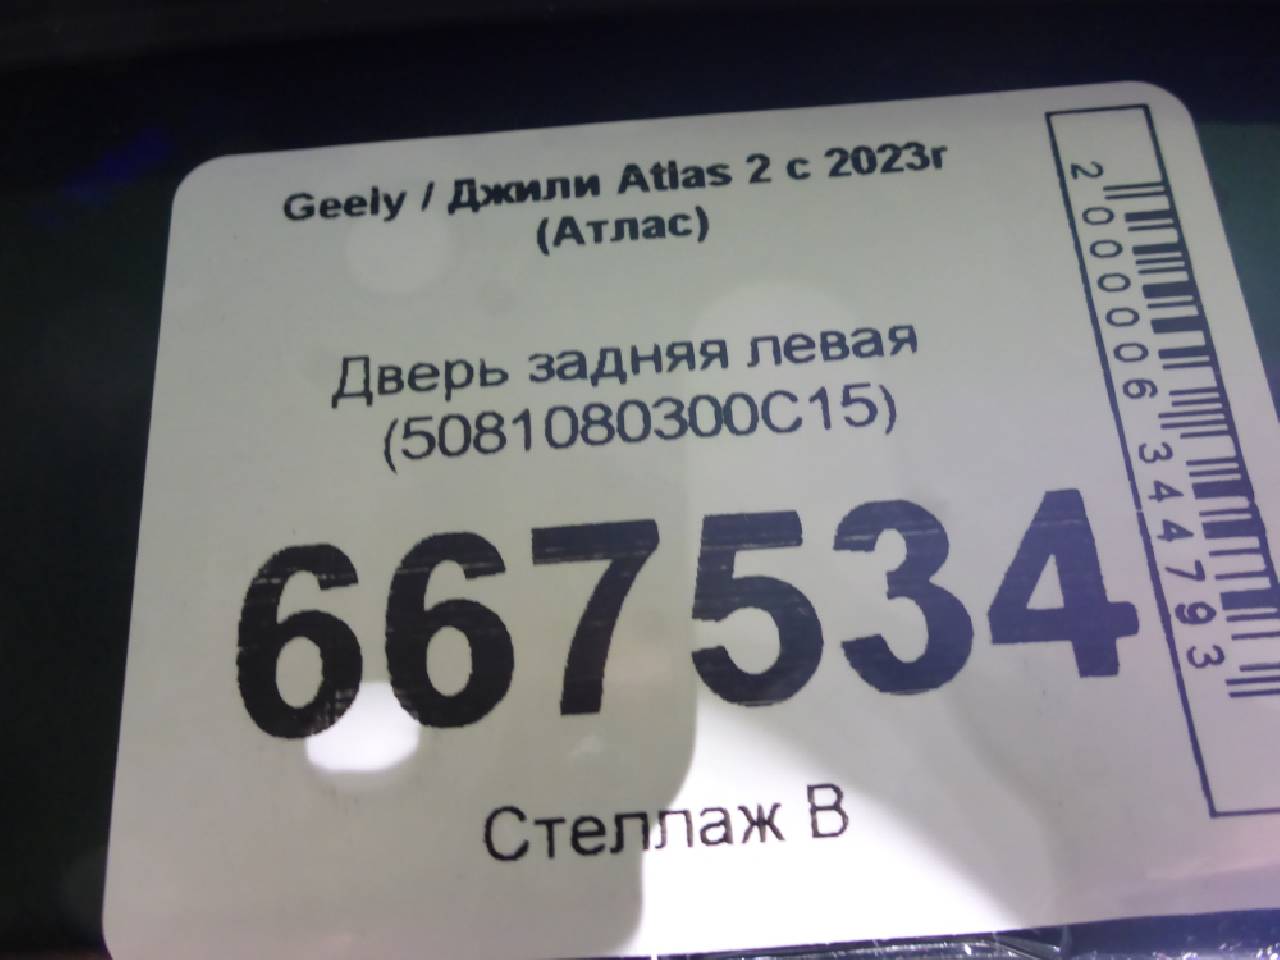 Geely / Джили Atlas 2 с 2023г
(Атлас)
Дверь задняя левая
(5081080300C15)
667534
Стеллаж В
2000006344793